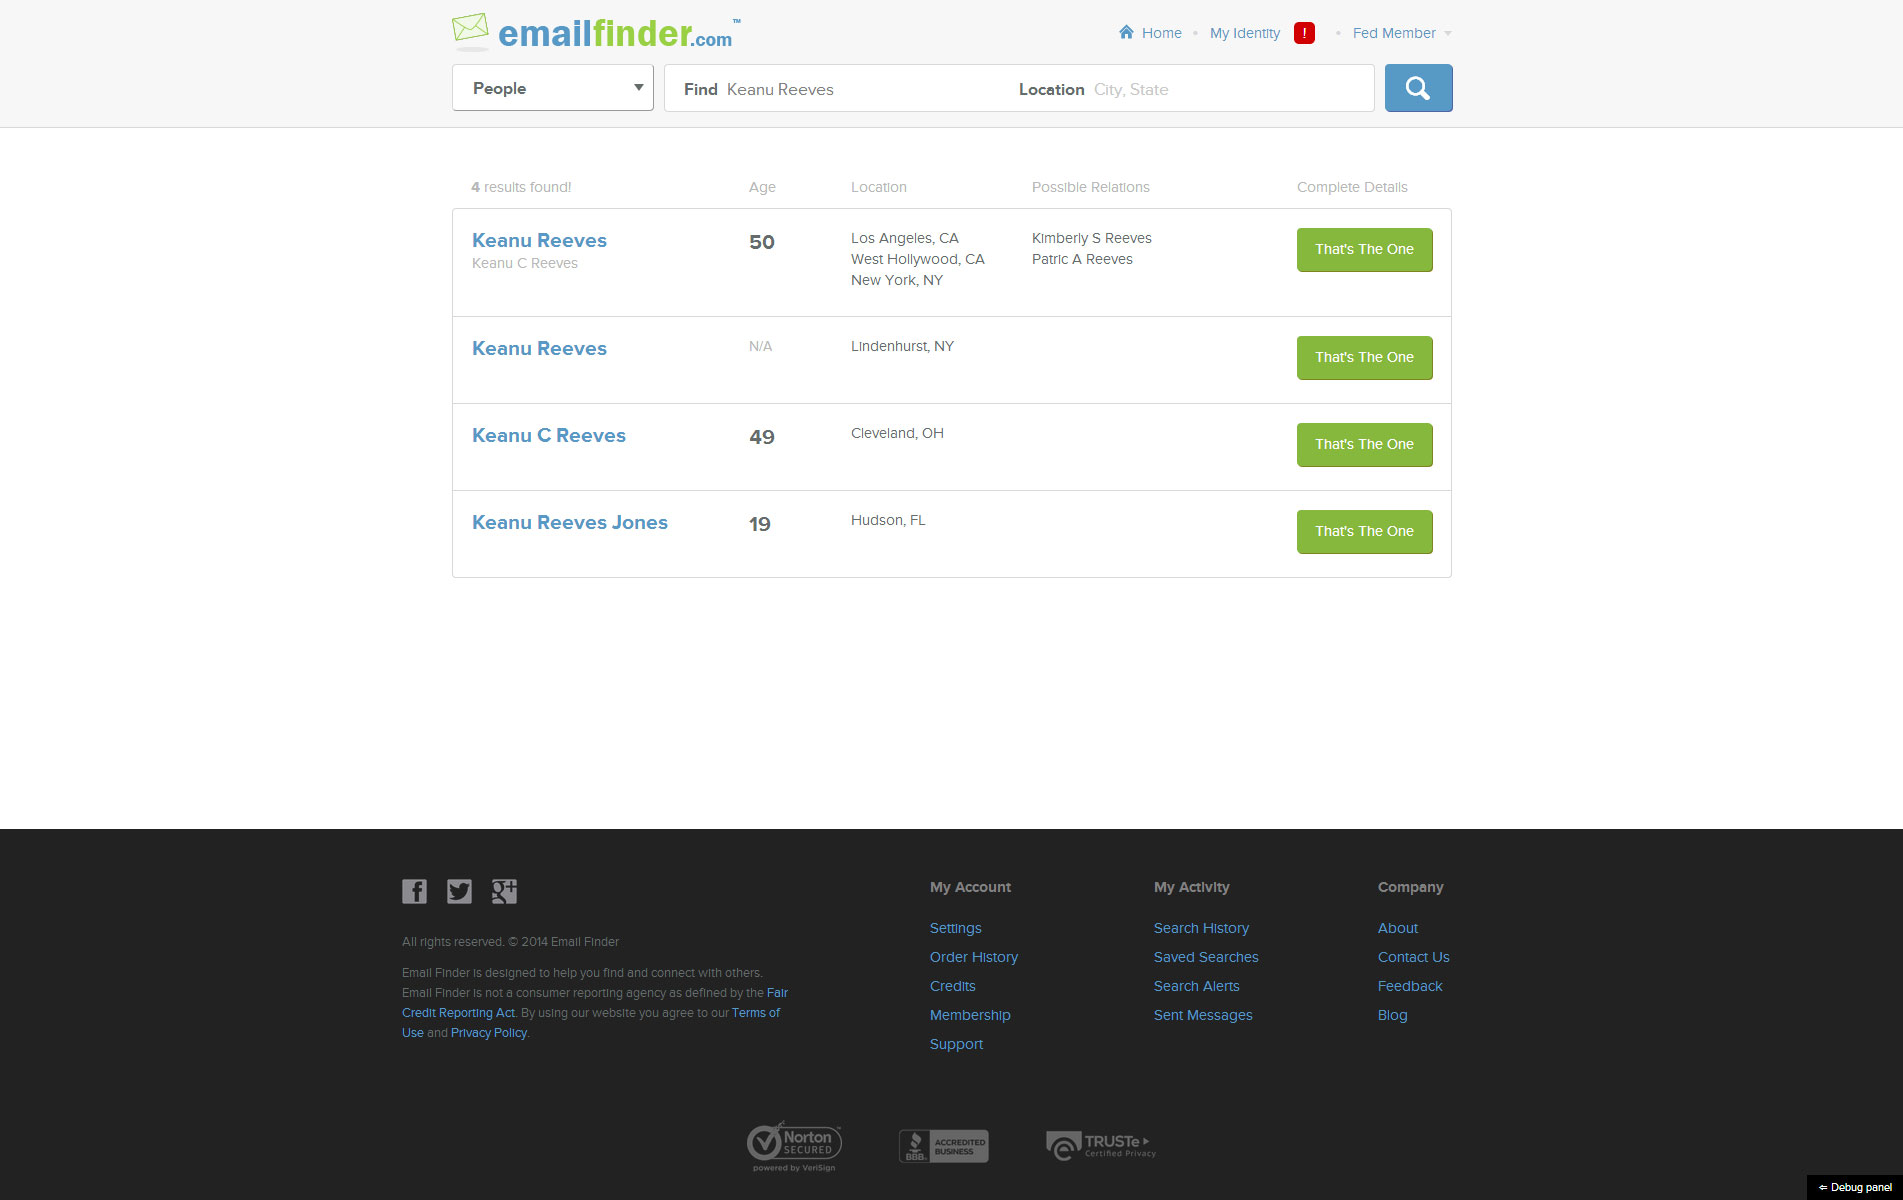 emailfinder.com™
Home • My Identity ! • Fed Member
People
Find Keanu Reeves Location City, State
4 results found! Age Location Possible Relations Complete Details
Keanu Reeves 50 Los Angeles, CA Kimberly S Reeves That's The One
Keanu C Reeves West Hollywood, CA Patric A Reeves
New York, NY
Keanu Reeves N/A Lindenhurst, NY That's The One
Keanu C Reeves 49 Cleveland, OH That's The One
Keanu Reeves Jones 19 Hudson, FL That's The One
My Account My Activity Company
Settings Search History About
Order History Saved Searches Contact Us
Credits Search Alerts Feedback
Membership Sent Messages Blog
Support
All rights reserved. © 2014 Email Finder
Email Finder is designed to help you find and connect with others.
Email Finder is not a consumer reporting agency as defined by the Fair
Credit Reporting Act. By using our website you agree to our Terms of
Use and Privacy Policy.
Norton
SECURED
powered by VeriSign
BBB
ACCREDITED
BUSINESS
TRUSTe
Certified Privacy
⇐ Debug panel